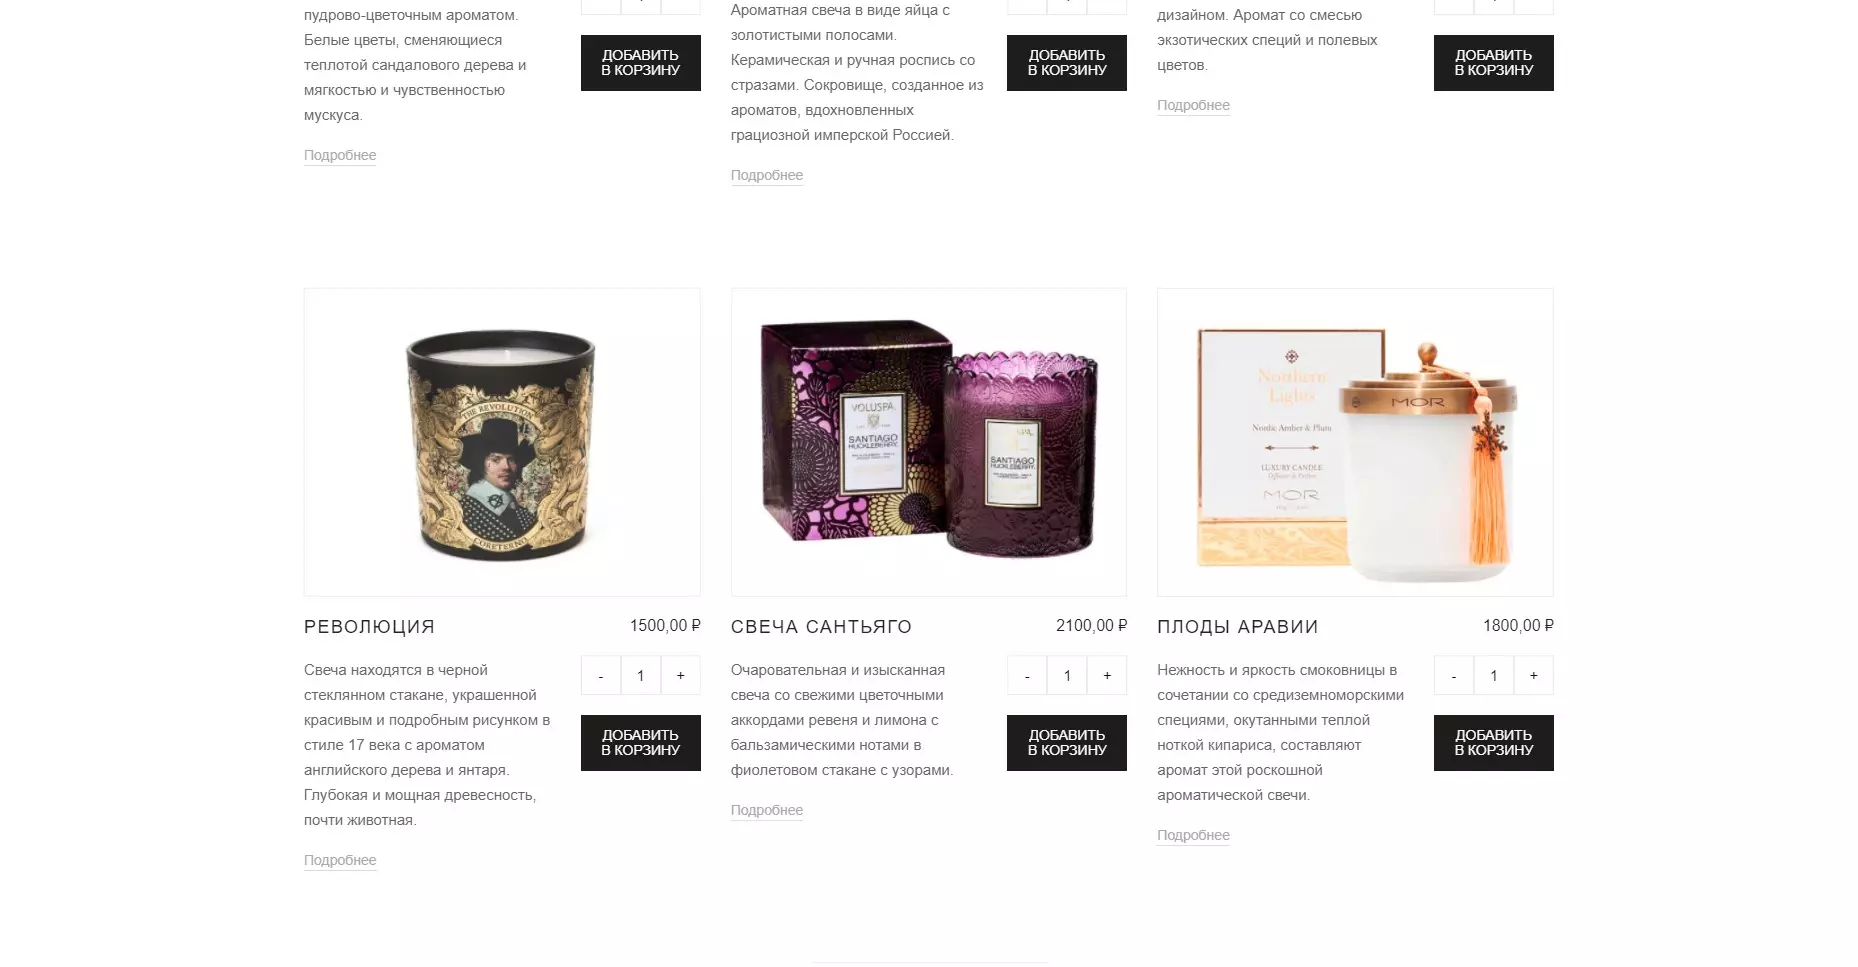 пудрово-цветочным ароматом.
Белые цветы, сменяющиеся
теплотой сандалового дерева и
мягкостью и чувственностью
мускуса.
Подробнее
ДОБАВИТЬ
В КОРЗИНУ
Ароматная свеча в виде яйца с
золотистыми полосами.
Керамическая и ручная роспись со
стразами. Сокровище, созданное из
ароматов, вдохновленных
грациозной имперской Россией.
Подробнее
ДОБАВИТЬ
В КОРЗИНУ
дизайном. Аромат со смесью
экзотических специй и полевых
цветов.
Подробнее
ДОБАВИТЬ
В КОРЗИНУ
THE REVOLUTION
CORETERNO
VOLUSPA
SANTIAGO
HUCKLEBERRY
SANTIAGO
HUCKLEBERRY
Northern
Lights
Nordic Amber & Plum
LUXURY CANDLE
MOR
MOR
РЕВОЛЮЦИЯ
1500,00 ₽
Свеча находятся в черной
стеклянном стакане, украшенной
красивым и подробным рисунком в
стиле 17 века с ароматом
английского дерева и янтаря.
Глубокая и мощная древесность,
почти животная.
Подробнее
- 1 +
ДОБАВИТЬ
В КОРЗИНУ
СВЕЧА САНТЬЯГО
2100,00 ₽
Очаровательная и изысканная
свеча со свежими цветочными
аккордами ревеня и лимона с
бальзамическими нотами в
фиолетовом стакане с узорами.
Подробнее
- 1 +
ДОБАВИТЬ
В КОРЗИНУ
ПЛОДЫ АРАВИИ
1800,00 ₽
Нежность и яркость смоковницы в
сочетании со средиземноморскими
специями, окутанными теплой
ноткой кипариса, составляют
аромат этой роскошной
ароматической свечи.
Подробнее
- 1 +
ДОБАВИТЬ
В КОРЗИНУ